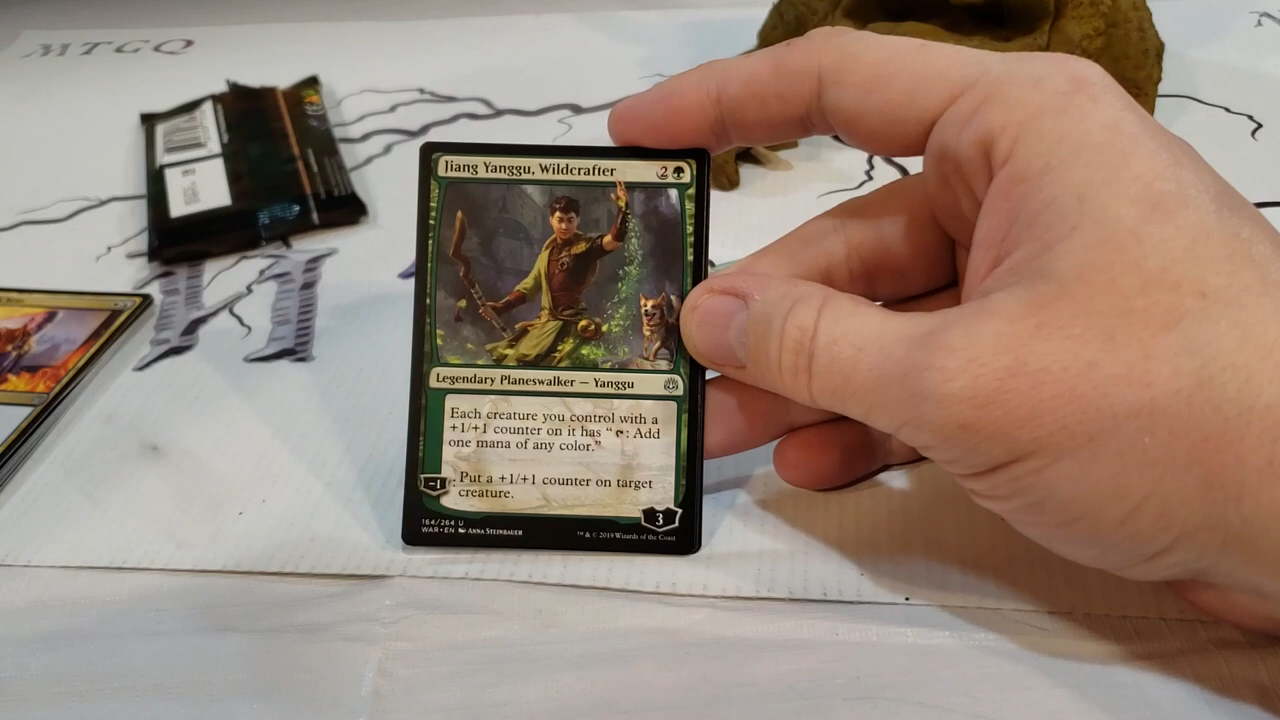 MTGQ
Jiang Yanggu, Wildcrafter
2
Legendary Planeswalker — Yanggu
Each creature you control with a
+1/+1 counter on it has “ : Add
one mana of any color.”
-1 : Put a +1/+1 counter on target
creature.
3
164/264 U
WAR • EN Anna Steinbauer
™ & © 2019 Wizards of the Coast